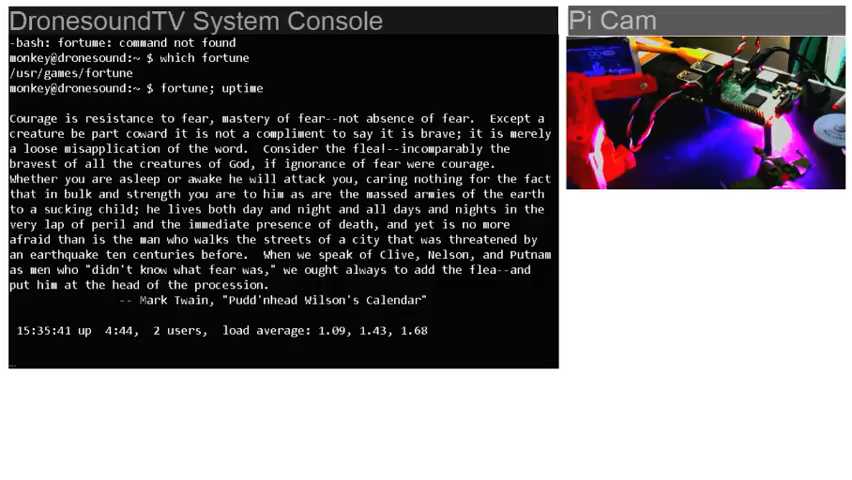 DronesoundTV System Console
-bash: fortume: command not found
monkey@dronesound:~ $ which fortune
/usr/games/fortune
monkey@dronesound:~ $ fortune; uptime
Courage is resistance to fear, mastery of fear--not absence of fear.  Except a
creature be part coward it is not a compliment to say it is brave; it is merely
a loose misapplication of the word.  Consider the flea!--incomparably the
bravest of all the creatures of God, if ignorance of fear were courage.
Whether you are asleep or awake he will attack you, caring nothing for the fact
that in bulk and strength you are to him as are the massed armies of the earth
to a sucking child; he lives both day and night and all days and nights in the
very lap of peril and the immediate presence of death, and yet is no more
afraid than is the man who walks the streets of a city that was threatened by
an earthquake ten centuries before.  When we speak of Clive, Nelson, and Putnam
as men who "didn't know what fear was," we ought always to add the flea--and
put him at the head of the procession.
-- Mark Twain, "Pudd'nhead Wilson's Calendar"
15:35:41 up  4:44,  2 users,  load average: 1.09, 1.43, 1.68
Pi Cam